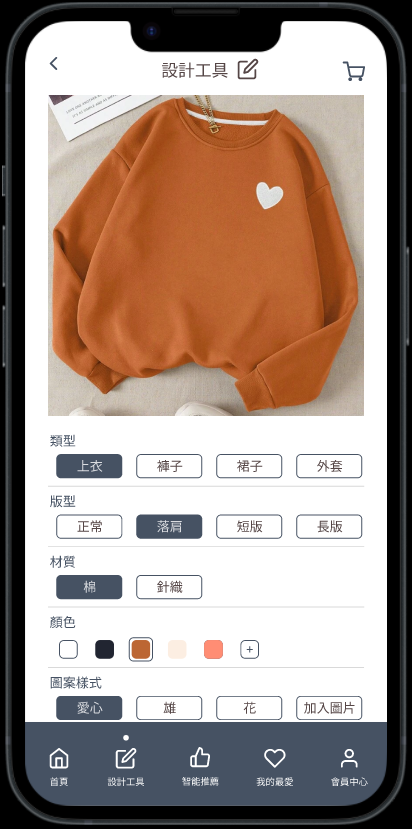 設計工具
類型
上衣 褲子 裙子 外套
版型
正常 落肩 短版 長版
材質
棉 針織
顏色
+
圖案樣式
愛心 雄 花 加入圖片
首頁 設計工具 智能推薦 我的最愛 會員中心